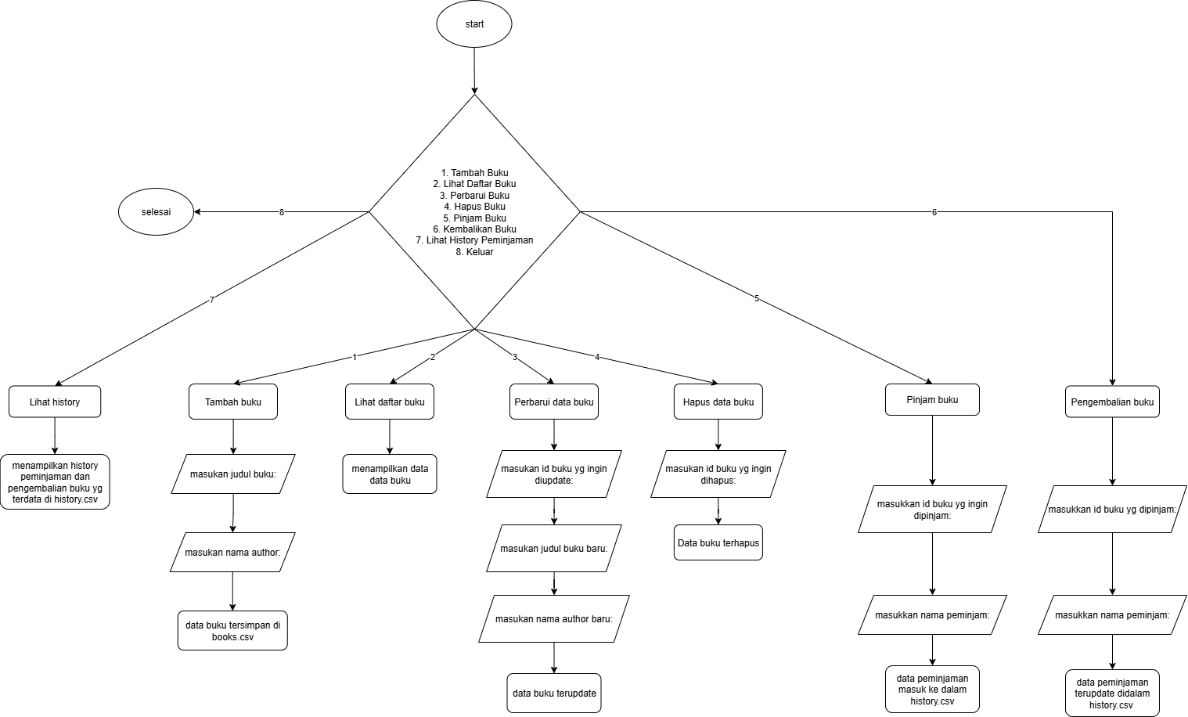 start
1. Tambah Buku
2. Lihat Daftar Buku
3. Perbarui Buku
4. Hapus Buku
5. Pinjam Buku
6. Kembalikan Buku
7. Lihat History Peminjaman
8. Keluar
selesai
8
6
7
5
1
2
3
4
Lihat history
Tambah buku
Lihat daftar buku
Perbarui data buku
Hapus data buku
Pinjam buku
Pengembalian buku
menampilkan history
peminjaman dan
pengembalian buku yg
terdata di history.csv
masukan judul buku:
masukan nama author:
data buku tersimpan di
books.csv
menampilkan data
data buku
masukan id buku yg ingin
diupdate:
masukan judul buku baru:
masukan nama author baru:
data buku terupdate
masukan id buku yg ingin
dihapus:
Data buku terhapus
masukkan id buku yg ingin
dipinjam:
masukkan nama peminjam:
data peminjaman
masuk ke dalam
history.csv
masukkan id buku yg dipinjam:
masukkan nama peminjam:
data peminjaman
terupdate didalam
history.csv